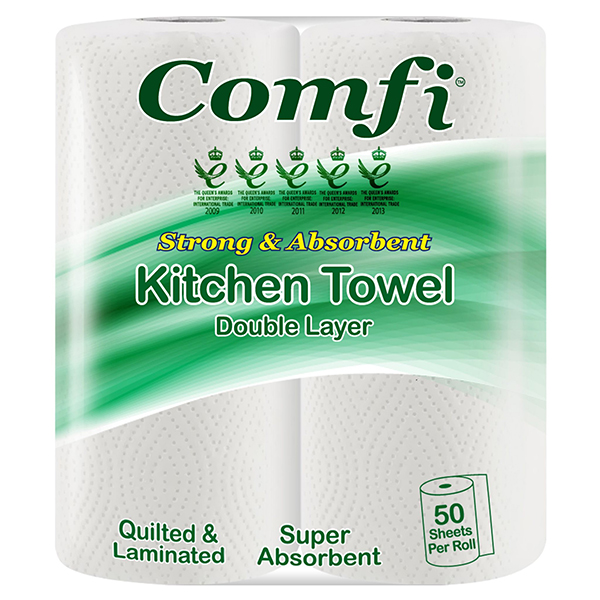 Comfi™
THE QUEEN'S AWARDS THE QUEEN'S AWARDS THE QUEEN'S AWARDS THE QUEEN'S AWARDS THE QUEEN'S AWARDS
FOR ENTERPRISE: FOR ENTERPRISE: FOR ENTERPRISE: FOR ENTERPRISE: FOR ENTERPRISE:
INTERNATIONAL TRADE INTERNATIONAL TRADE INTERNATIONAL TRADE INTERNATIONAL TRADE INTERNATIONAL TRADE
2009 2010 2011 2012 2013
Strong & Absorbent
Kitchen Towel
Double Layer
Quilted &
Laminated
Super
Absorbent
50
Sheets
Per Roll